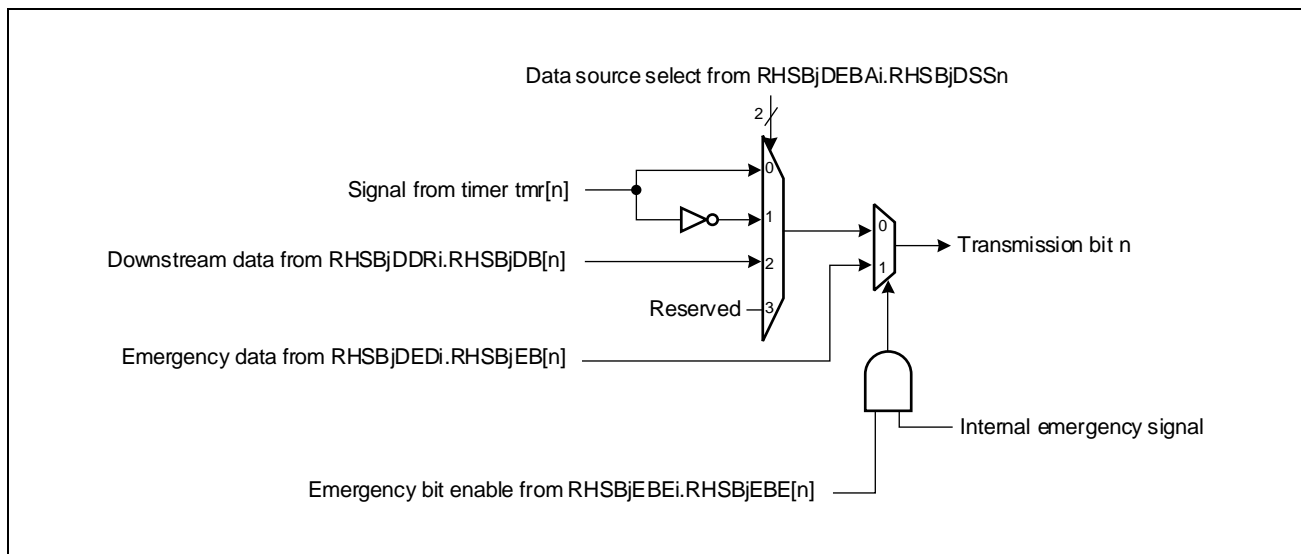 Data source select from RHSBjDEBAi.RHSBjDSSn
2
0
Signal from timer tmr[n]
1
0
Transmission bit n
Downstream data from RHSBjDDRi.RHSBjDB[n]
2
1
Reserved
3
Emergency data from RHSBjDEDi.RHSBjEB[n]
Internal emergency signal
Emergency bit enable from RHSBjEBEi.RHSBjEBE[n]